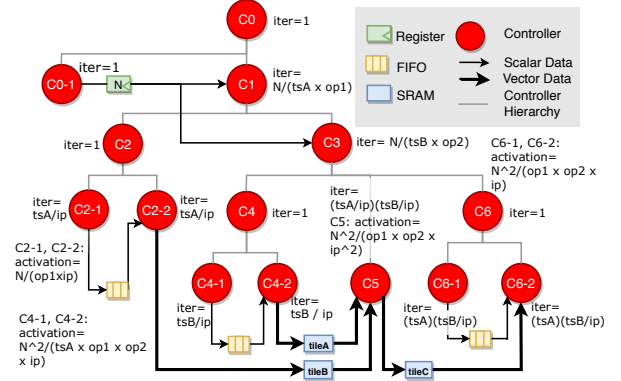 C0
iter=1
Register
FIFO
SRAM
Controller
Scalar Data
Vector Data
Controller
Hierarchy
iter=1
C0-1
N
C1
iter=
N/(tsA x op1)
iter=1
C2
C3
iter= N/(tsB x op2)
C6-1, C6-2:
activation=
N^2/(op1 x op2 x
ip)
iter=
tsA/ip
C2-1
C2-2
iter=
tsA/ip
C4
iter=1
iter=
(tsA/ip)(tsB/ip)
C5: activation=
N^2/(op1 x op2 x
ip^2)
C6
iter=1
C2-1, C2-2:
activation=
N/(op1xip)
C4-1
C4-2
C5
C6-1
C6-2
iter=
tsB/ip
iter=
tsB / ip
iter=
(tsA)(tsB/ip)
iter=
(tsA)(tsB/ip)
FIFO
FIFO
FIFO
C4-1, C4-2:
activation=
N^2/(tsA x op1 x op2
x ip)
tileA
tileB
tileC